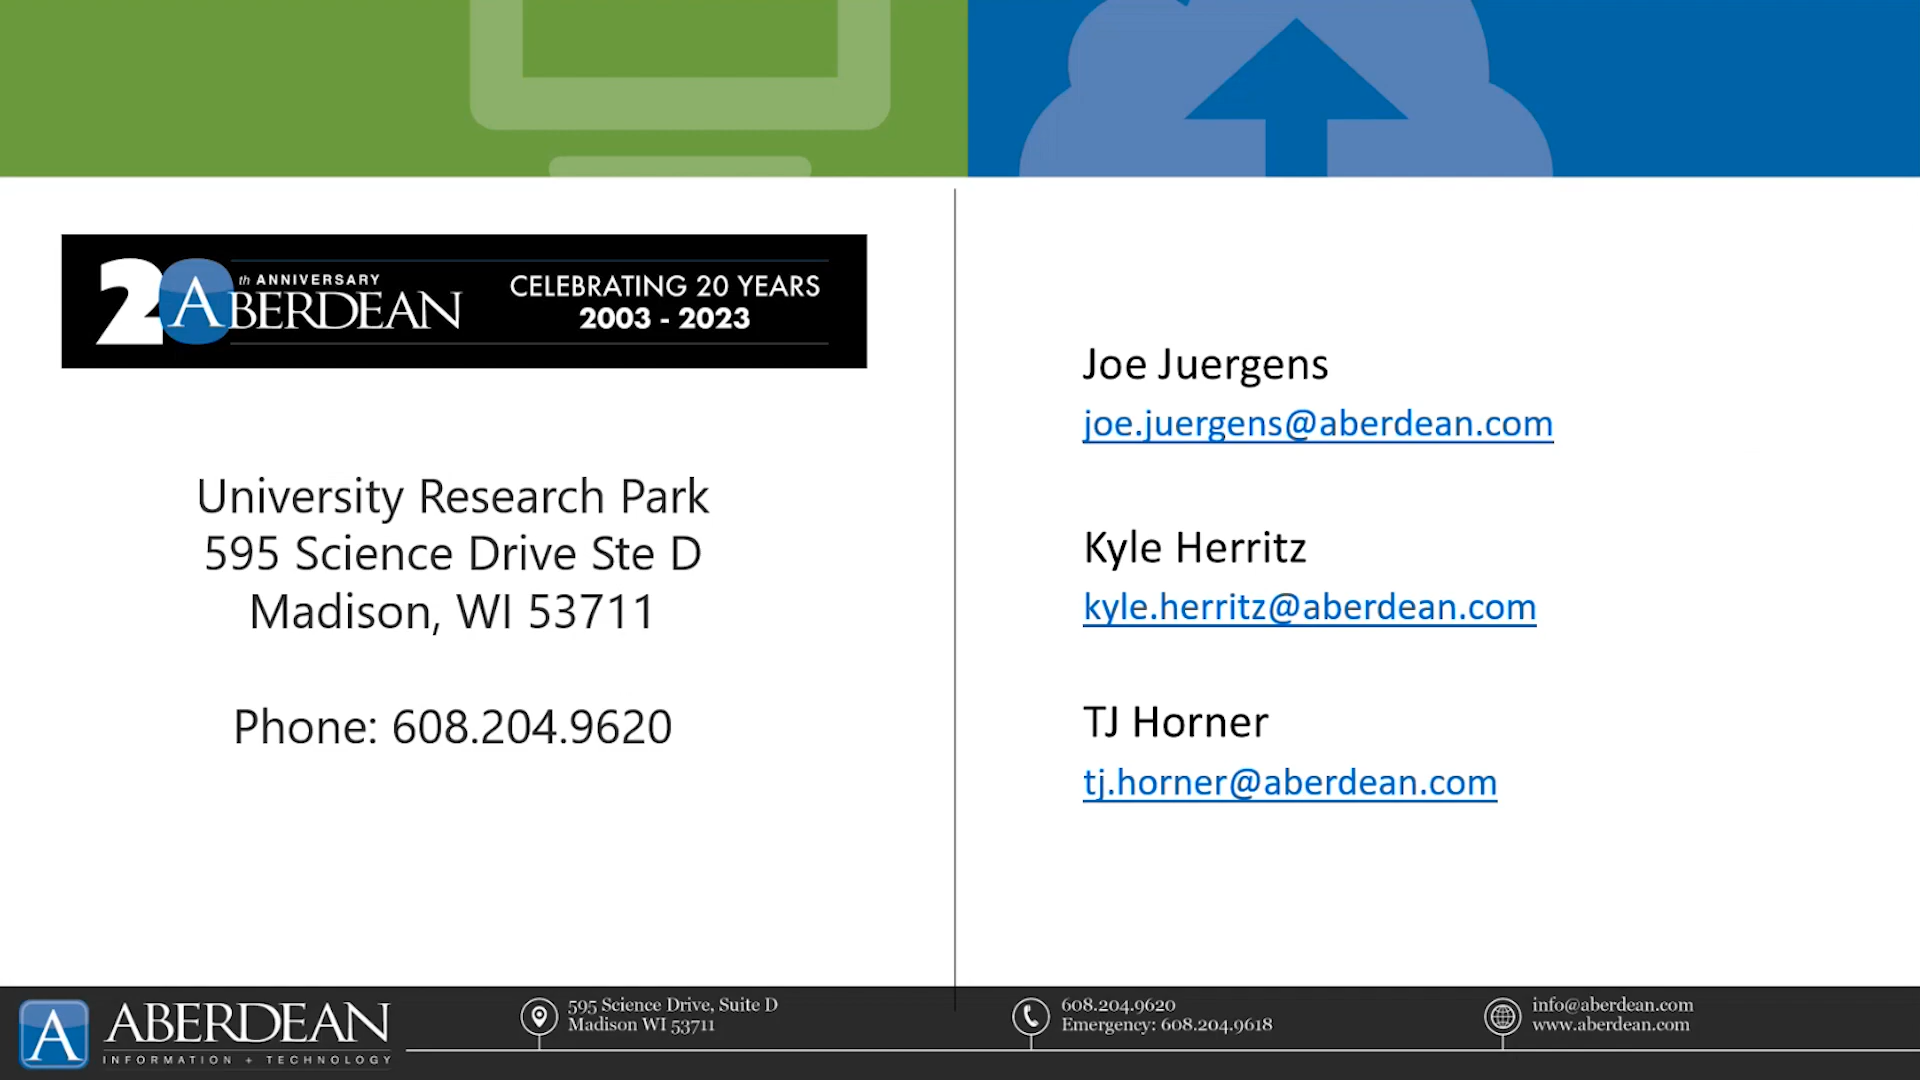 20th ANNIVERSARY
ABERDEAN
CELEBRATING 20 YEARS
2003 - 2023
University Research Park
595 Science Drive Ste D
Madison, WI 53711
Phone: 608.204.9620
Joe Juergens
joe.juergens@aberdean.com
Kyle Herritz
kyle.herritz@aberdean.com
TJ Horner
tj.horner@aberdean.com
A ABERDEAN
INFORMATION + TECHNOLOGY
595 Science Drive, Suite D
Madison WI 53711
608.204.9620
Emergency: 608.204.9618
info@aberdean.com
www.aberdean.com